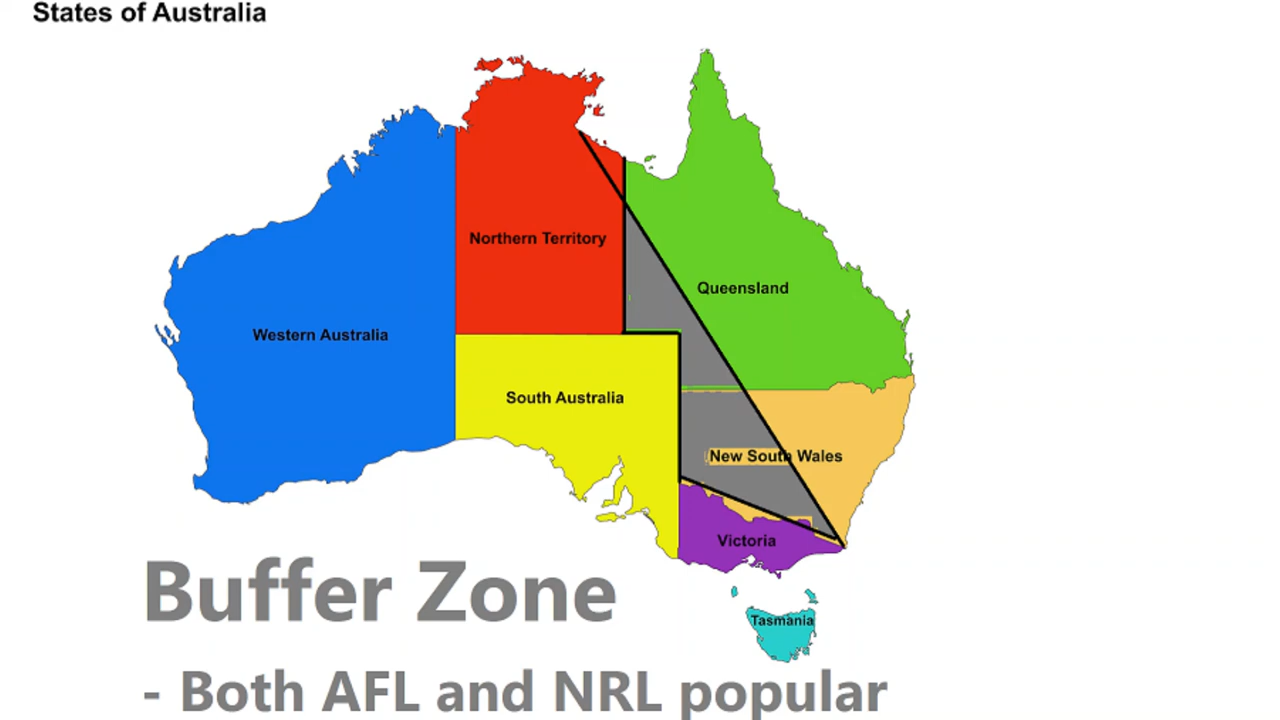 States of Australia
Northern Territory
Queensland
Western Australia
South Australia
New South Wales
Victoria
Buffer Zone
Tasmania
- Both AFL and NRL popular